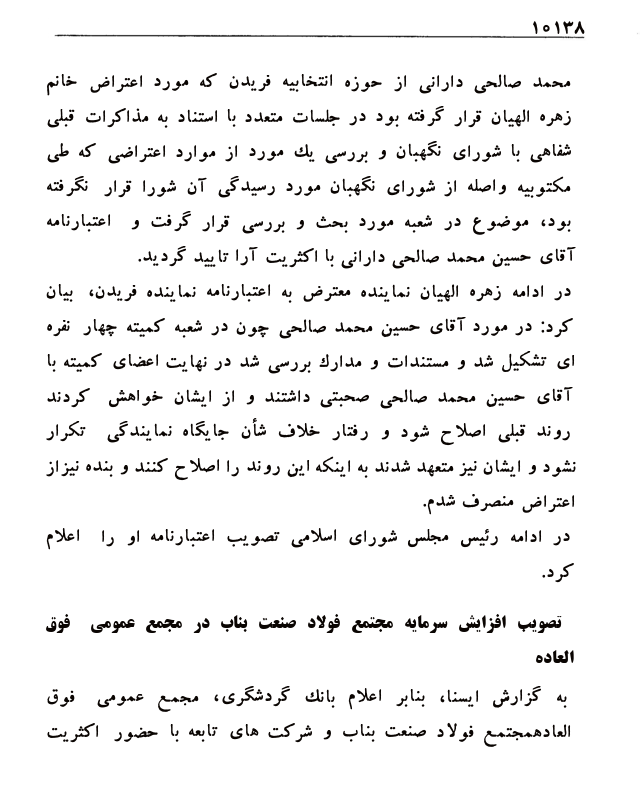 ۱۰۱۳۸
محمد صالحی دارانی از حوزه انتخابیه فریدن که مورد اعتراض خانم
زهره الهیان قرار گرفته بود در جلسات متعدد با استناد به مذاکرات قبلی
شفاهی با شورای نگهبان و بررسی یك مورد از موارد اعتراضی که طی
مکتوبیه واصله از شورای نگهبان مورد رسیدگی آن شورا قرار نگرفته
بود، موضوع در شعبه مورد بحث و بررسی قرار گرفت و اعتبارنامه
آقای حسین محمد صالحی دارانی با اکثریت آرا تایید گردید.
در ادامه زهره الهیان نماینده معترض به اعتبارنامه نماینده فریدن، بیان
کرد: در مورد آقای حسین محمد صالحی چون در شعبه کمیته چهار نفره
ای تشکیل شد و مستندات و مدارك بررسی شد در نهایت اعضای کمیته با
آقای حسین محمد صالحی صحبتی داشتند و از ایشان خواهش کردند
روند قبلی اصلاح شود و رفتار خلاف شأن جایگاه نمایندگی تکرار
نشود و ایشان نیز متعهد شدند به اینکه این روند را اصلاح کنند و بنده نیز از
اعتراض منصرف شدم.
در ادامه رئیس مجلس شورای اسلامی تصویب اعتبارنامه او را اعلام
کرد.
تصویب افزایش سرمایه مجتمع فولاد صنعت بناب در مجمع عمومی فوق
العاده
به گزارش ایسنا، بنابر اعلام بانك گردشگری، مجمع عمومی فوق
العادهمجتمع فولاد صنعت بناب و شرکت های تابعه با حضور اکثریت